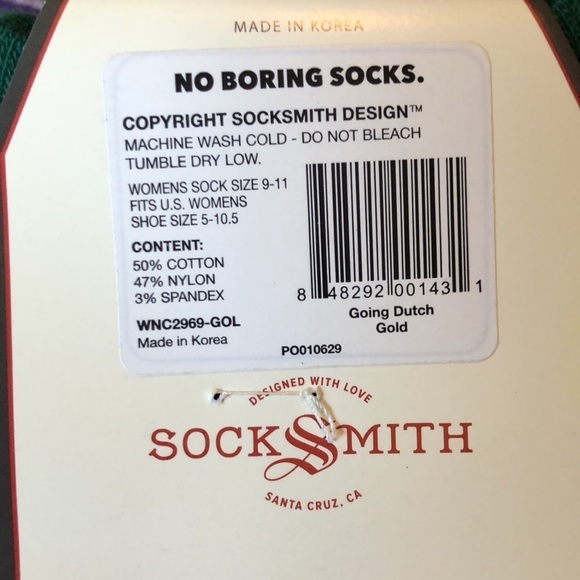 MADE IN KOREA
NO BORING SOCKS.
COPYRIGHT SOCKSMITH DESIGN™
MACHINE WASH COLD - DO NOT BLEACH
TUMBLE DRY LOW.
WOMENS SOCK SIZE 9-11
FITS U.S. WOMENS
SHOE SIZE 5-10.5
CONTENT:
50% COTTON
47% NYLON
3% SPANDEX
WNC2969-GOL
Made in Korea
8 48292 00143 1
Going Dutch
Gold
PO010629
DESIGNED WITH LOVE
SOCKSMITH
SANTA CRUZ, CA